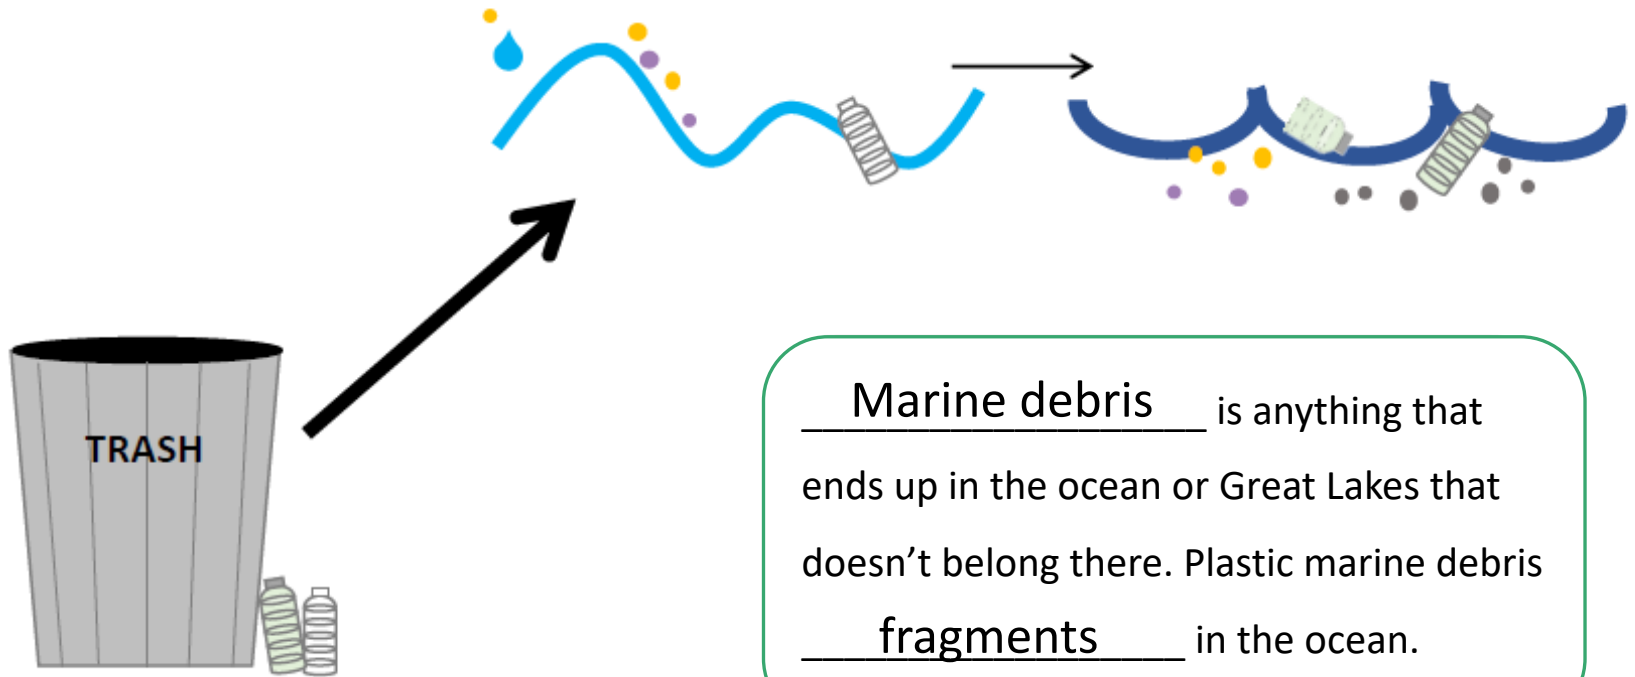 TRASH
Marine debris is anything that
ends up in the ocean or Great Lakes that
doesn’t belong there. Plastic marine debris
fragments in the ocean.